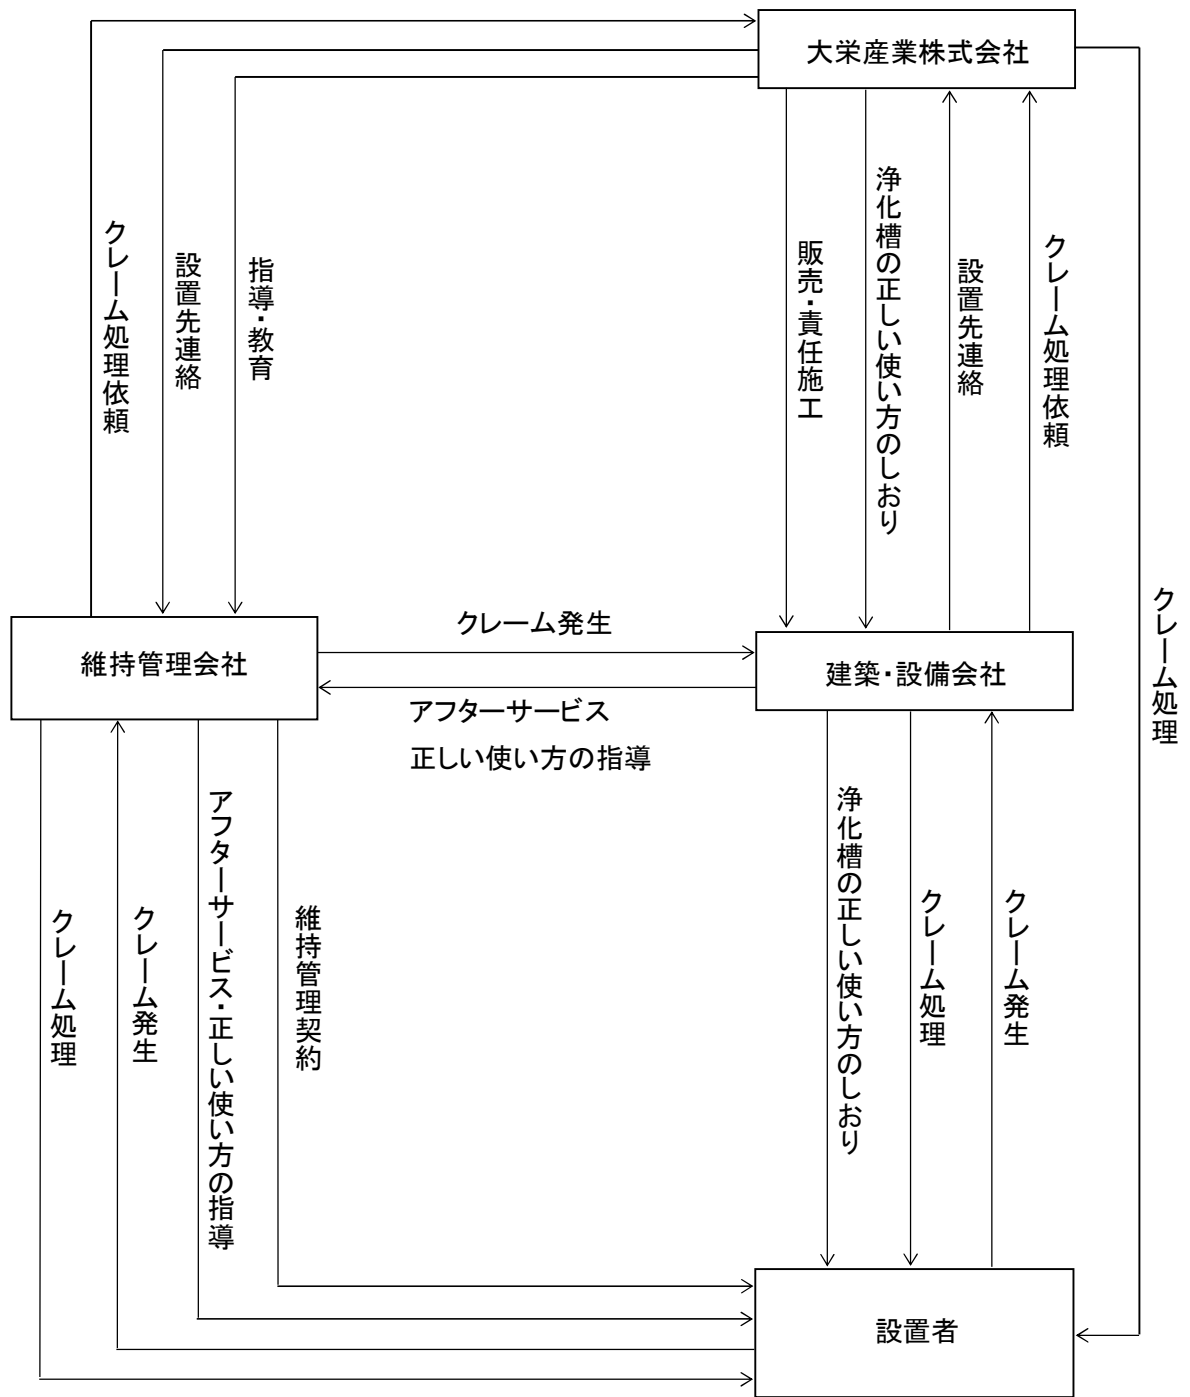 大栄産業株式会社
クレーム処理依頼
設置先連絡
指導・教育
販売・責任施工
浄化槽の正しい使い方のしおり
設置先連絡
クレーム処理依頼
クレーム処理
維持管理会社
クレーム発生
建築・設備会社
アフターサービス
正しい使い方の指導
クレーム処理
クレーム発生
アフターサービス・正しい使い方の指導
維持管理契約
浄化槽の正しい使い方のしおり
クレーム処理
クレーム発生
設置者